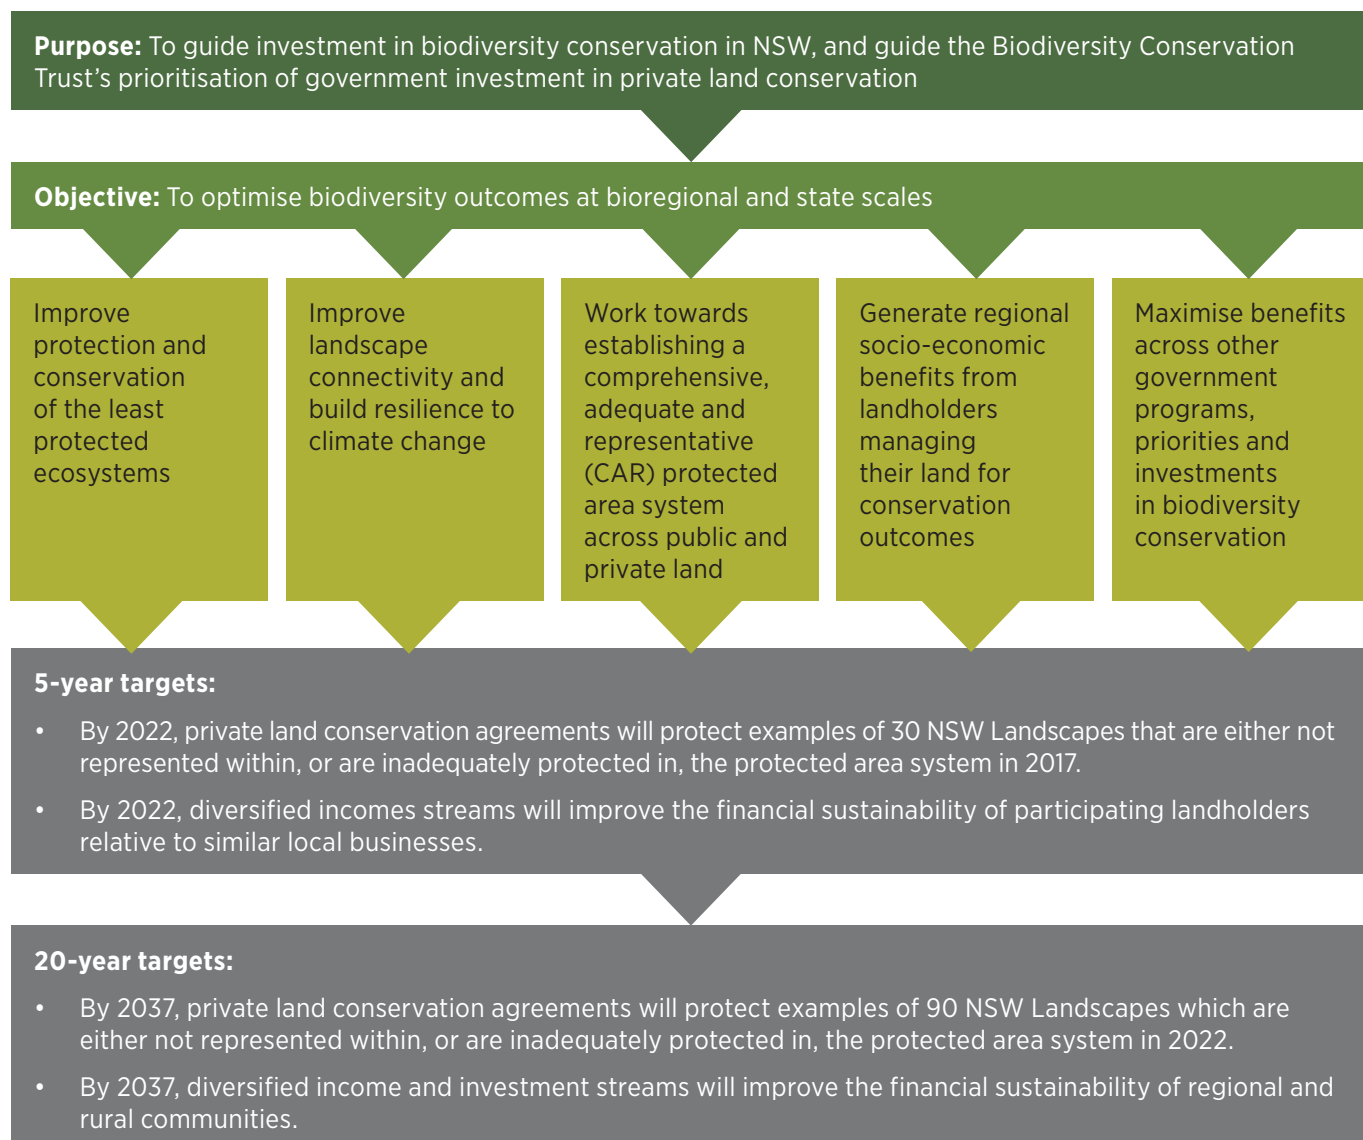 Purpose: To guide investment in biodiversity conservation in NSW, and guide the Biodiversity Conservation
Trust’s prioritisation of government investment in private land conservation
Objective: To optimise biodiversity outcomes at bioregional and state scales
Improve
protection and
conservation
of the least
protected
ecosystems
Improve
landscape
connectivity and
build resilience to
climate change
Work towards
establishing a
comprehensive,
adequate and
representative
(CAR) protected
area system
across public and
private land
Generate regional
socio-economic
benefits from
landholders
managing
their land for
conservation
outcomes
Maximise benefits
across other
government
programs,
priorities and
investments
in biodiversity
conservation
5-year targets:
• By 2022, private land conservation agreements will protect examples of 30 NSW Landscapes that are either not
represented within, or are inadequately protected in, the protected area system in 2017.
• By 2022, diversified incomes streams will improve the financial sustainability of participating landholders
relative to similar local businesses.
20-year targets:
• By 2037, private land conservation agreements will protect examples of 90 NSW Landscapes which are
either not represented within, or are inadequately protected in, the protected area system in 2022.
• By 2037, diversified income and investment streams will improve the financial sustainability of regional and
rural communities.